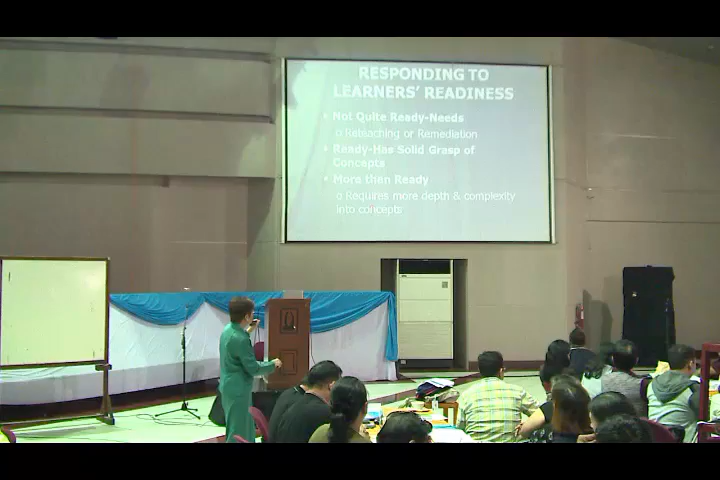 RESPONDING TO
LEARNERS' READINESS
• Not Quite Ready-Needs
o Reteaching or Remediation
• Ready-Has Solid Grasp of
Concepts
• More than Ready
o Requires more depth & complexity
into concepts